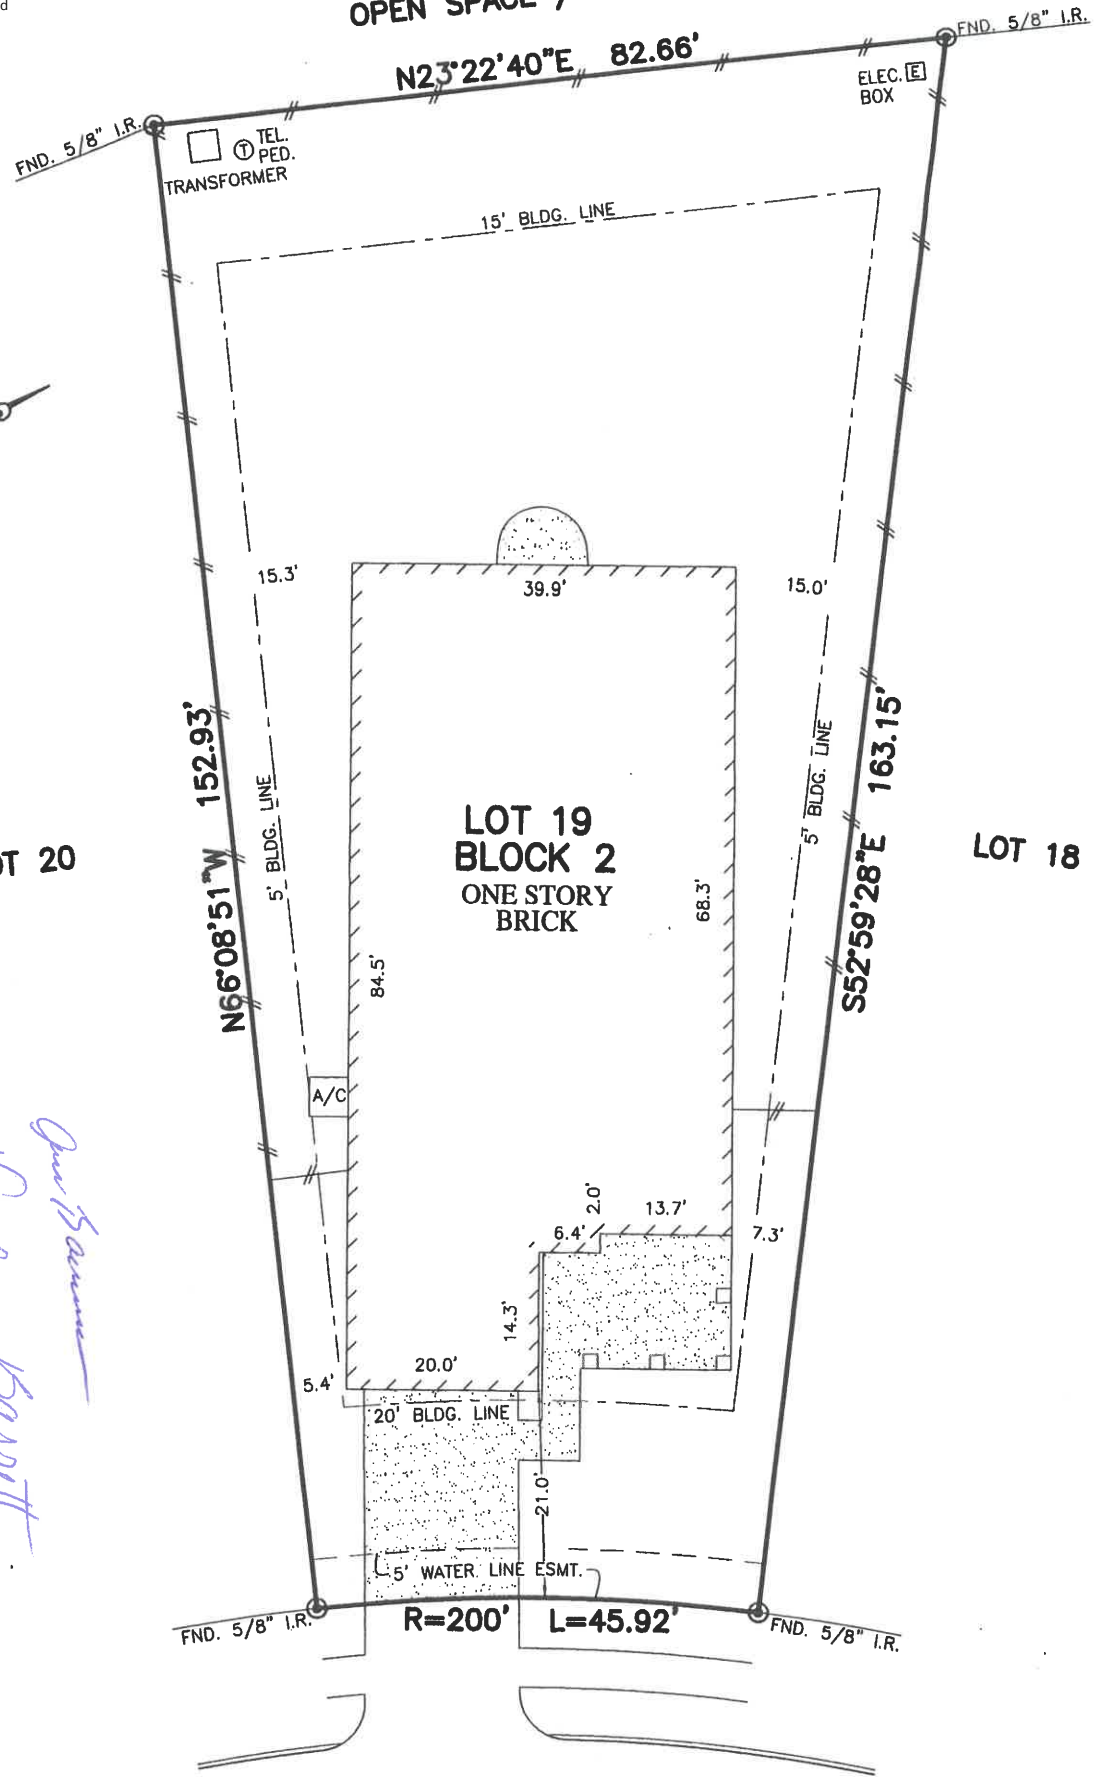 d
OPEN SPACE
N23°22'40"E 82.66'
FND. 5/8" I.R.
FND. 5/8" I.R.
ELEC. E
BOX
T TEL.
PED.
TRANSFORMER
15' BLDG. LINE
15.3'
39.9'
15.0'
N66°08'51"W 152.93'
5' BLDG. LINE
LOT 19
BLOCK 2
ONE STORY
BRICK
84.5'
68.3'
5' BLDG. LINE
S52°59'28"E 163.15'
OT 20
LOT 18
A/C
2.0'
13.7'
6.4'
7.3'
14.3'
20.0'
5.4'
20' BLDG. LINE
21.0'
5' WATER LINE ESMT.
FND. 5/8" I.R.
R=200' L=45.92'
FND. 5/8" I.R.